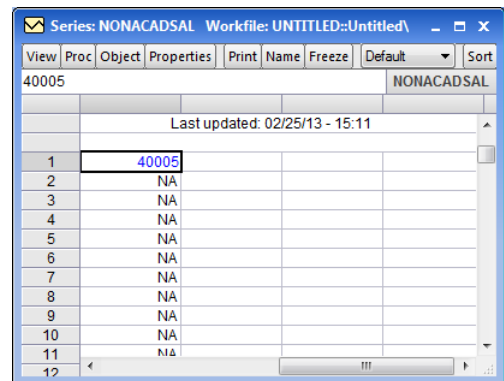 Series: NONACADSAL Workfile: UNTITLED::Untitled\
View Proc Object Properties Print Name Freeze Default Sort
40005 NONACADSAL
Last updated: 02/25/13 - 15:11
1 40005
2 NA
3 NA
4 NA
5 NA
6 NA
7 NA
8 NA
9 NA
10 NA
11 NA
12